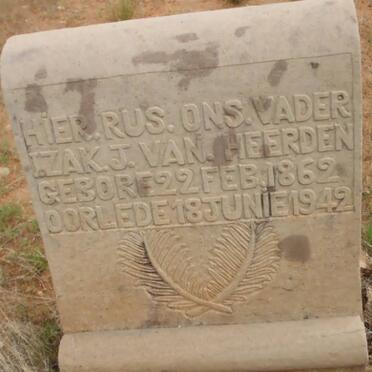 HIER. RUS. ONS. VADER
IZAK J. VAN. HEERDEN
GEBORE 22 FEB. 1862
OORLEDE 18 JUNIE 1942